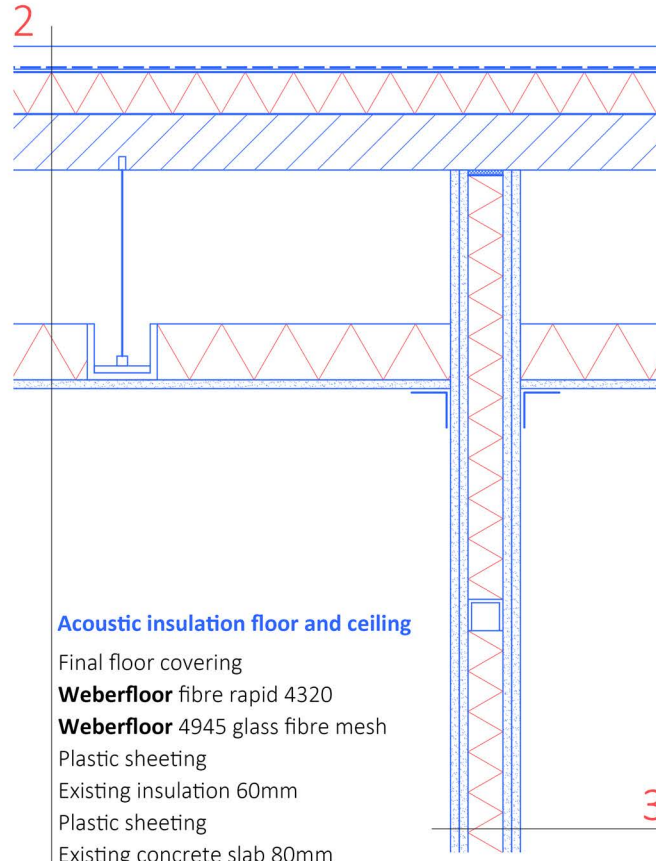 2
Acoustic insulation floor and ceiling
Final floor covering
Weberfloor fibre rapid 4320
Weberfloor 4945 glass fibre mesh
Plastic sheeting
Existing insulation 60mm
Plastic sheeting
Existing concrete slab 80mm
3